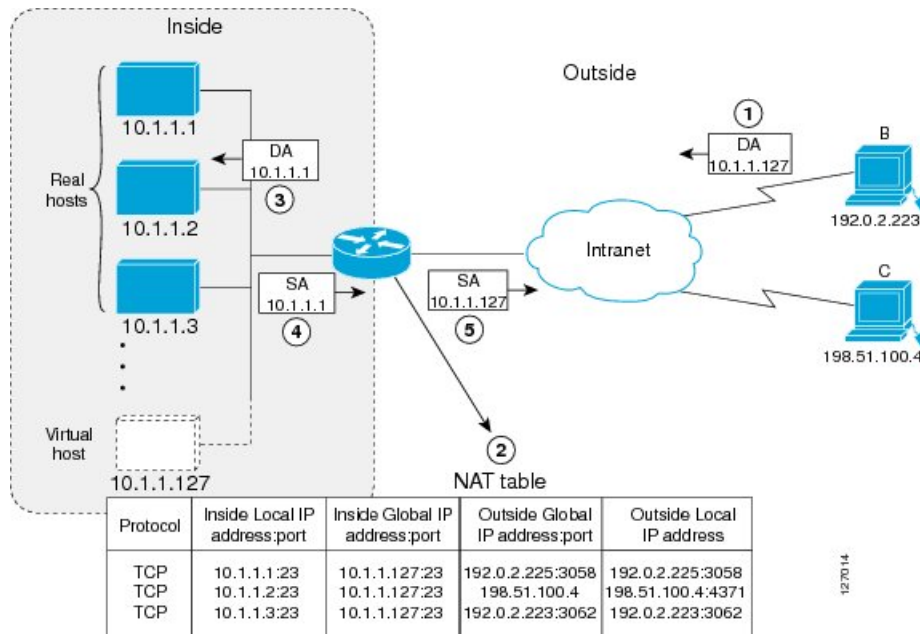 Inside
Outside
10.1.1.1
DA
10.1.1.1
3
1
DA
10.1.1.127
B
192.0.2.223
Real
hosts
10.1.1.2
Intranet
SA
10.1.1.1
4
SA
10.1.1.127
5
C
198.51.100.4
10.1.1.3
Virtual
host
10.1.1.127
2
NAT table
Protocol
Inside Local IP
address:port
Inside Global IP
address:port
Outside Global
IP address:port
Outside Local
IP address
TCP 10.1.1.1:23 10.1.1.127:23 192.0.2.225:3058 192.0.2.225:3058
TCP 10.1.1.2:23 10.1.1.127:23 198.51.100.4 198.51.100.4:4371
TCP 10.1.1.3:23 10.1.1.127:23 192.0.2.223:3062 192.0.2.223:3062
127014